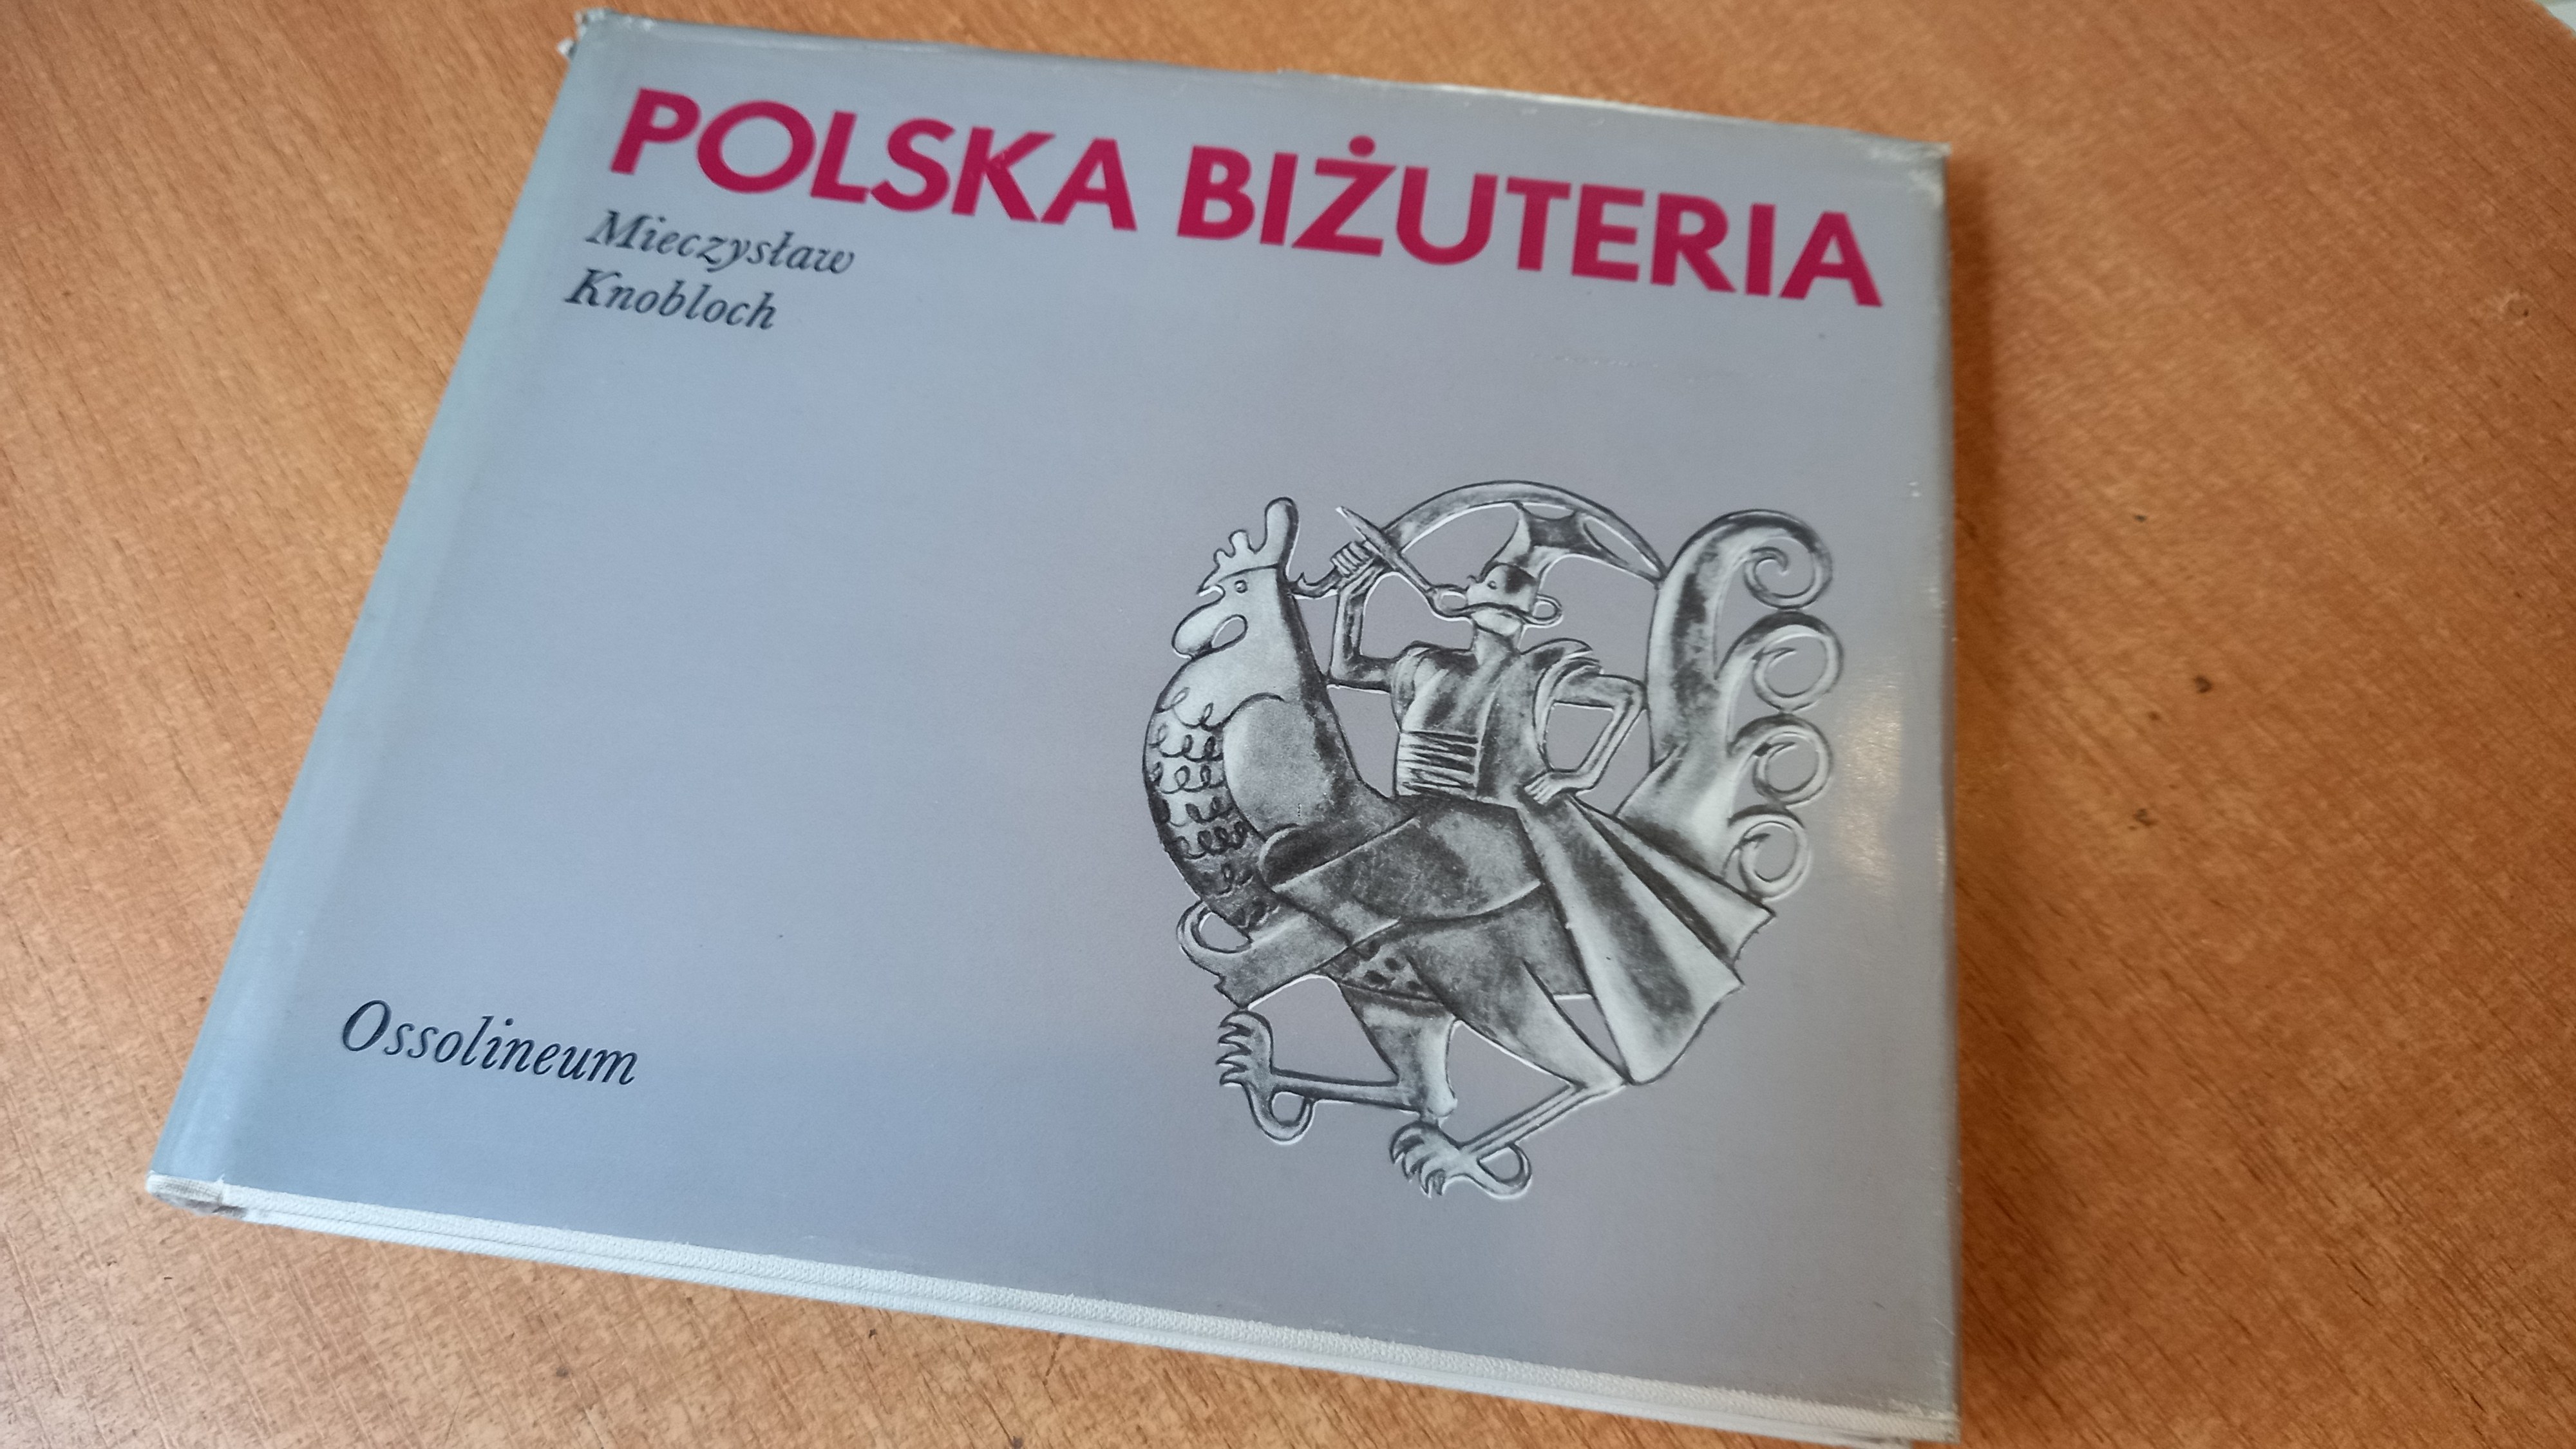 POLSKA BIŻUTERIA
Mieczysław
Knobloch
Ossolineum